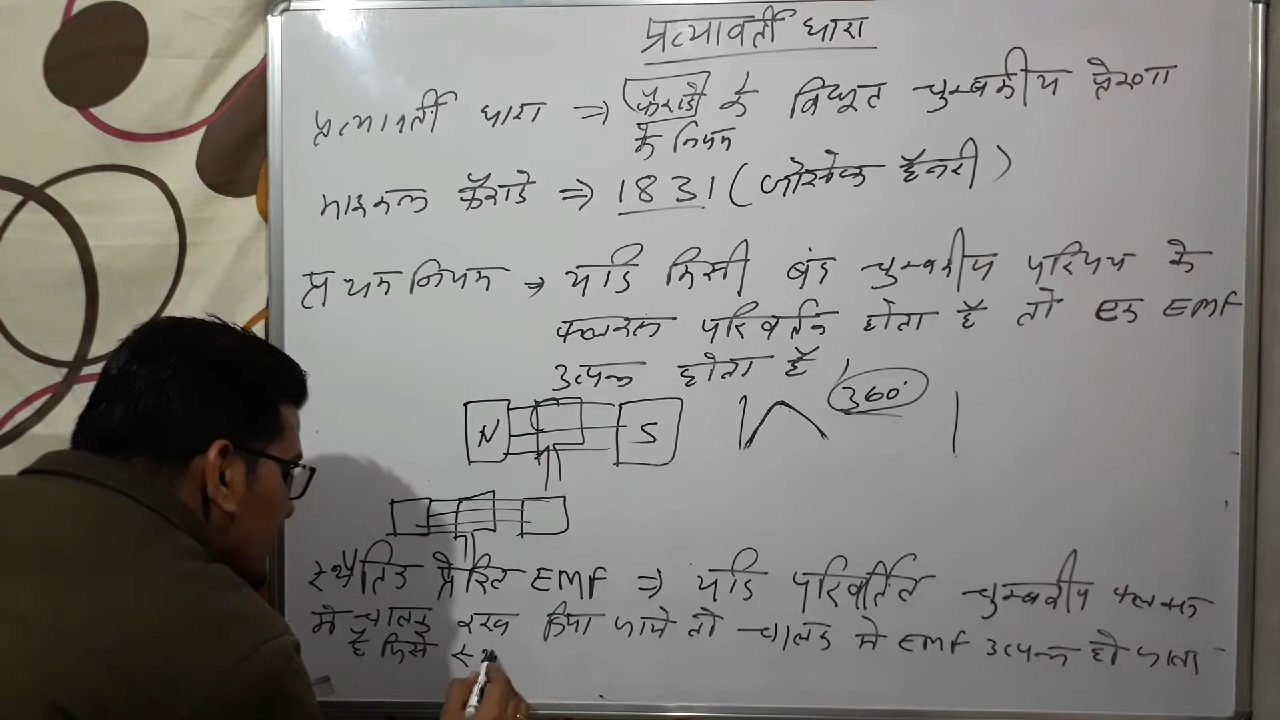 प्रत्यावर्ती धारा
प्रत्यावर्ती धारा ⇒ फैराडे के विद्युत चुम्बकीय प्रेरणा
के नियम
माइकल फैराडे ⇒ 1831 (जोसेफ हेनरी)
प्रथम नियम ⇒ यदि किसी बंद चुम्बकीय परिपथ के
फ्लक्स परिवर्तन होता है तो एक EMF
उत्पन्न होता है,
N S 360°
स्थैतिक प्रेरित EMF ⇒ यदि परिवर्तित चुम्बकीय फ्लक्स
मे चालक रख दिया जाये तो चालक मे EMF उत्पन्न हो जाता
है जिसे